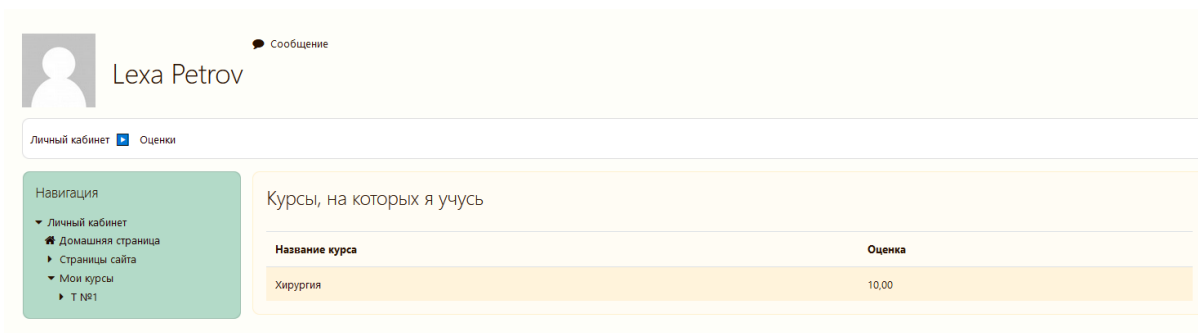 Сообщение
Lexa Petrov
Личный кабинет Оценки
Навигация
Личный кабинет
Домашняя страница
Страницы сайта
Мои курсы
Т №1
Курсы, на которых я учусь
Название курса Оценка
Хирургия 10,00